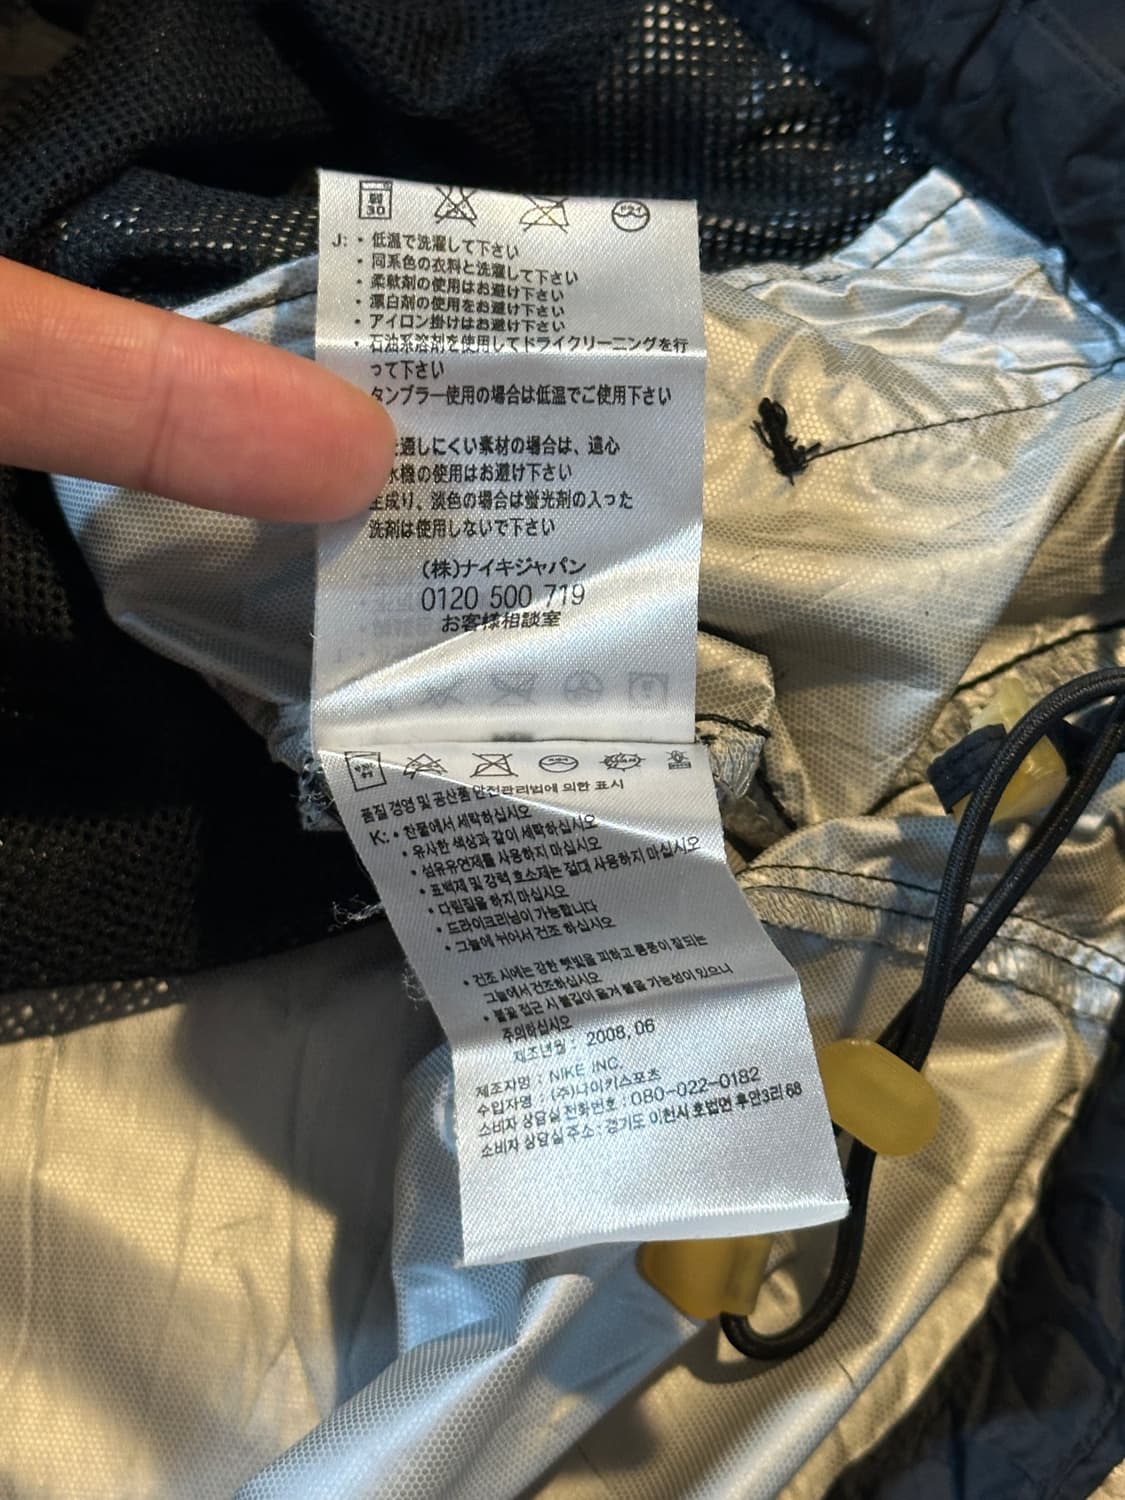 30
J: ・低温で洗濯して下さい
・同系色の衣料と洗濯して下さい
・柔軟剤の使用はお避け下さい
・漂白剤の使用をお避け下さい
・アイロン掛けはお避け下さい
・石油系溶剤を使用してドライクリーニングを行
って下さい
タンブラー使用の場合は低温でご使用下さい
通しにくい素材の場合は、遠心
水機の使用はお避け下さい
生成り、淡色の場合は蛍光剤の入った
洗剤は使用しないで下さい
(株)ナイキジャパン
0120 500 719
お客様相談室
품질 경영 및 공산품 안전관리법에 의한 표시
K: • 찬물에서 세탁하십시오
• 유사한 색상과 같이 세탁하십시오
• 섬유유연제를 사용하지 마십시오
• 표백제 및 강력 효소제는 절대 사용하지 마십시오
• 다림질을 하지 마십시오
• 드라이크리닝이 가능합니다
• 그늘에 뉘어서 건조 하십시오
• 건조 시에는 강한 햇빛을 피하고 통풍이 잘되는
그늘에서건조하십시오
• 불꽃 접근 시 불길이 옮겨 붙을 가능성이 있으니
주의하십시오
제조년월 : 2008, 06
제조자명 : NIKE INC.
수입자명 : (주)나이키스포츠
소비자 상담실 전화번호 : 080-022-0182
소비자 상담실 주소 : 경기도 이천시 호법면 후안3리 68